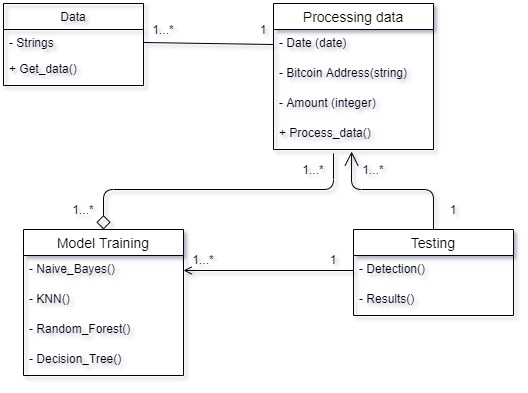 Data
- Strings
+ Get_data()
1...*
1
Processing data
- Date (date)
- Bitcoin Address(string)
- Amount (integer)
+ Process_data()
1...*
1...*
1...*
1
Model Training
- Naive_Bayes()
- KNN()
- Random_Forest()
- Decision_Tree()
1...*
1
Testing
- Detection()
- Results()